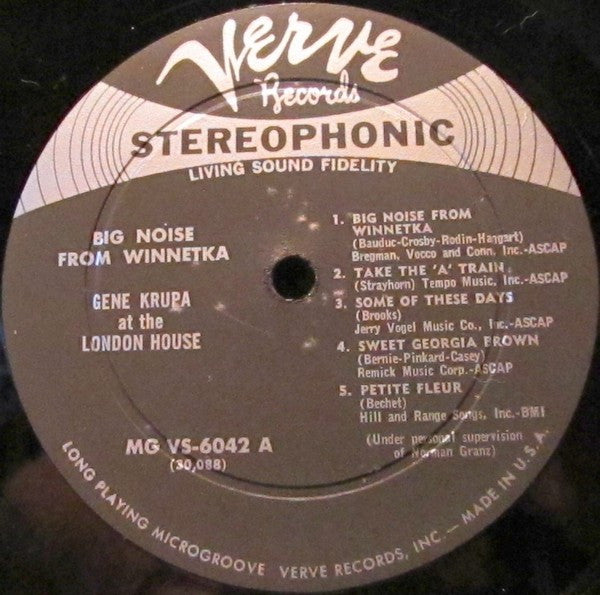 Verve
Records
STEREOPHONIC
LIVING SOUND FIDELITY
BIG NOISE
FROM WINNETKA
GENE KRUPA
at the
LONDON HOUSE
MG VS-6042 A
(30,088)
1. BIG NOISE FROM
WINNETKA
(Bauduc-Crosby-Rodin-Haggart)
Bregman, Vocco and Conn, Inc.-ASCAP
2. TAKE THE 'A' TRAIN
(Strayhorn) Tempo Music, Inc.-ASCAP
3. SOME OF THESE DAYS
(Brooks)
Jerry Vogel Music Co., Inc.-ASCAP
4. SWEET GEORGIA BROWN
(Bernie-Pinkard-Casey)
Remick Music Corp.-ASCAP
5. PETITE FLEUR
(Bechet)
Hill and Range Songs, Inc.-BMI
(Under personal supervision
of Norman Granz)
LONG PLAYING MICROGROOVE VERVE RECORDS, INC. — MADE IN U.S.A.